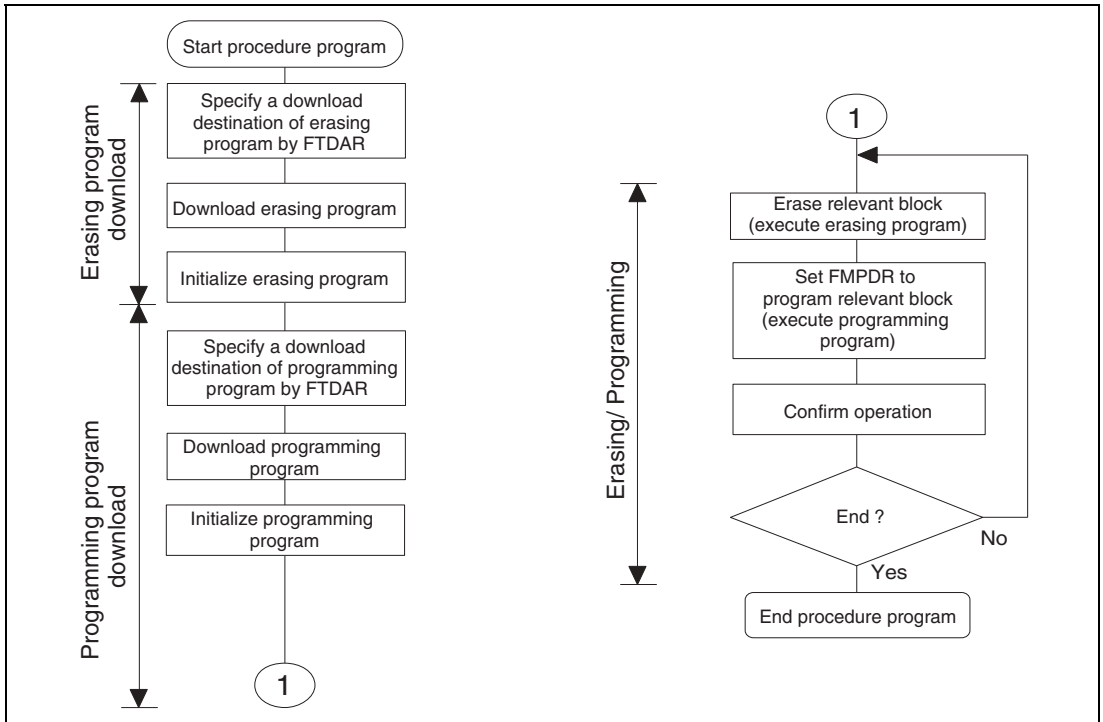 Start procedure program
Erasing program
download
Specify a download
destination of erasing
program by FTDAR
Download erasing program
Initialize erasing program
Programming program
download
Specify a download
destination of programming
program by FTDAR
Download programming
program
Initialize programming
program
1
1
Erasing/ Programming
Erase relevant block
(execute erasing program)
Set FMPDR to
program relevant block
(execute programming
program)
Confirm operation
End ?
No
Yes
End procedure program